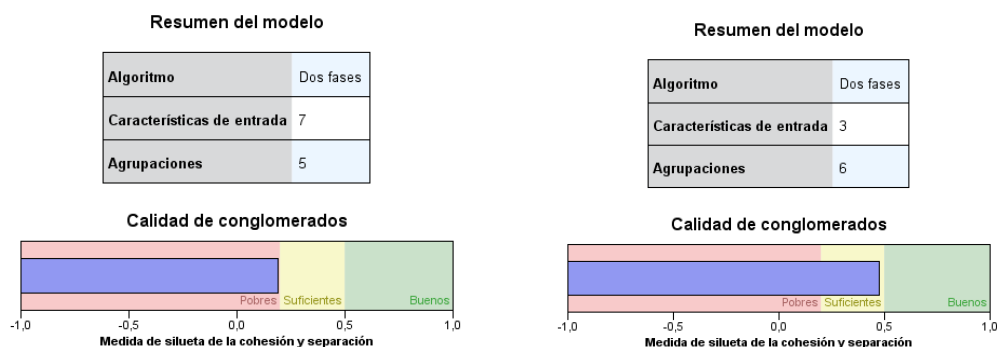 Resumen del modelo
Algoritmo Dos fases
Características de entrada 7
Agrupaciones 5
Calidad de conglomerados
Pobres Suficientes Buenos
-1,0 -0,5 0,0 0,5 1,0
Medida de silueta de la cohesión y separación
Resumen del modelo
Algoritmo Dos fases
Características de entrada 3
Agrupaciones 6
Calidad de conglomerados
Pobres Suficientes Buenos
-1,0 -0,5 0,0 0,5 1,0
Medida de silueta de la cohesión y separación